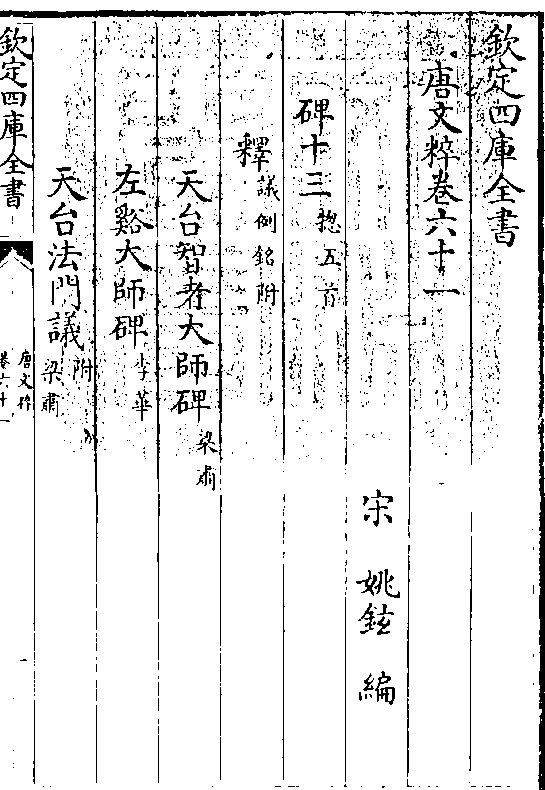 欽定四庫全書
唐文粹卷六十一
宋 姚鉉 編
碑十三 揔五首
釋 議例銘附
天台智者大師碑 梁肅
左谿大師碑 李華
天台法門議 附 梁肅
欽定四庫全書
唐文粹
卷六十一